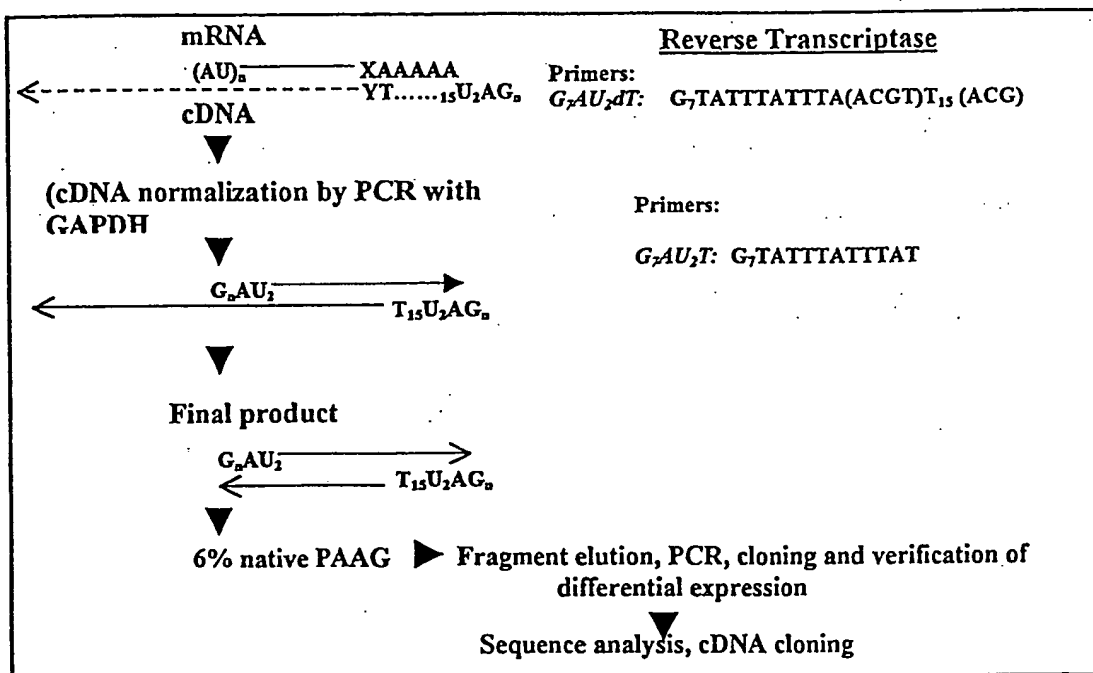 mRNA
Reverse Transcriptase
(AU)n XAAAAA
YT......15U2AGn
cDNA
Primers:
G7AU2dT: G7TATTTATTTA(ACGT)T15 (ACG)
(cDNA normalization by PCR with
GAPDH
Primers:
G7AU2T: G7TATTTATTTAT
GnAU2
T15U2AGn
Final product
GnAU2
T15U2AGn
6% native PAAG
Fragment elution, PCR, cloning and verification of
differential expression
Sequence analysis, cDNA cloning